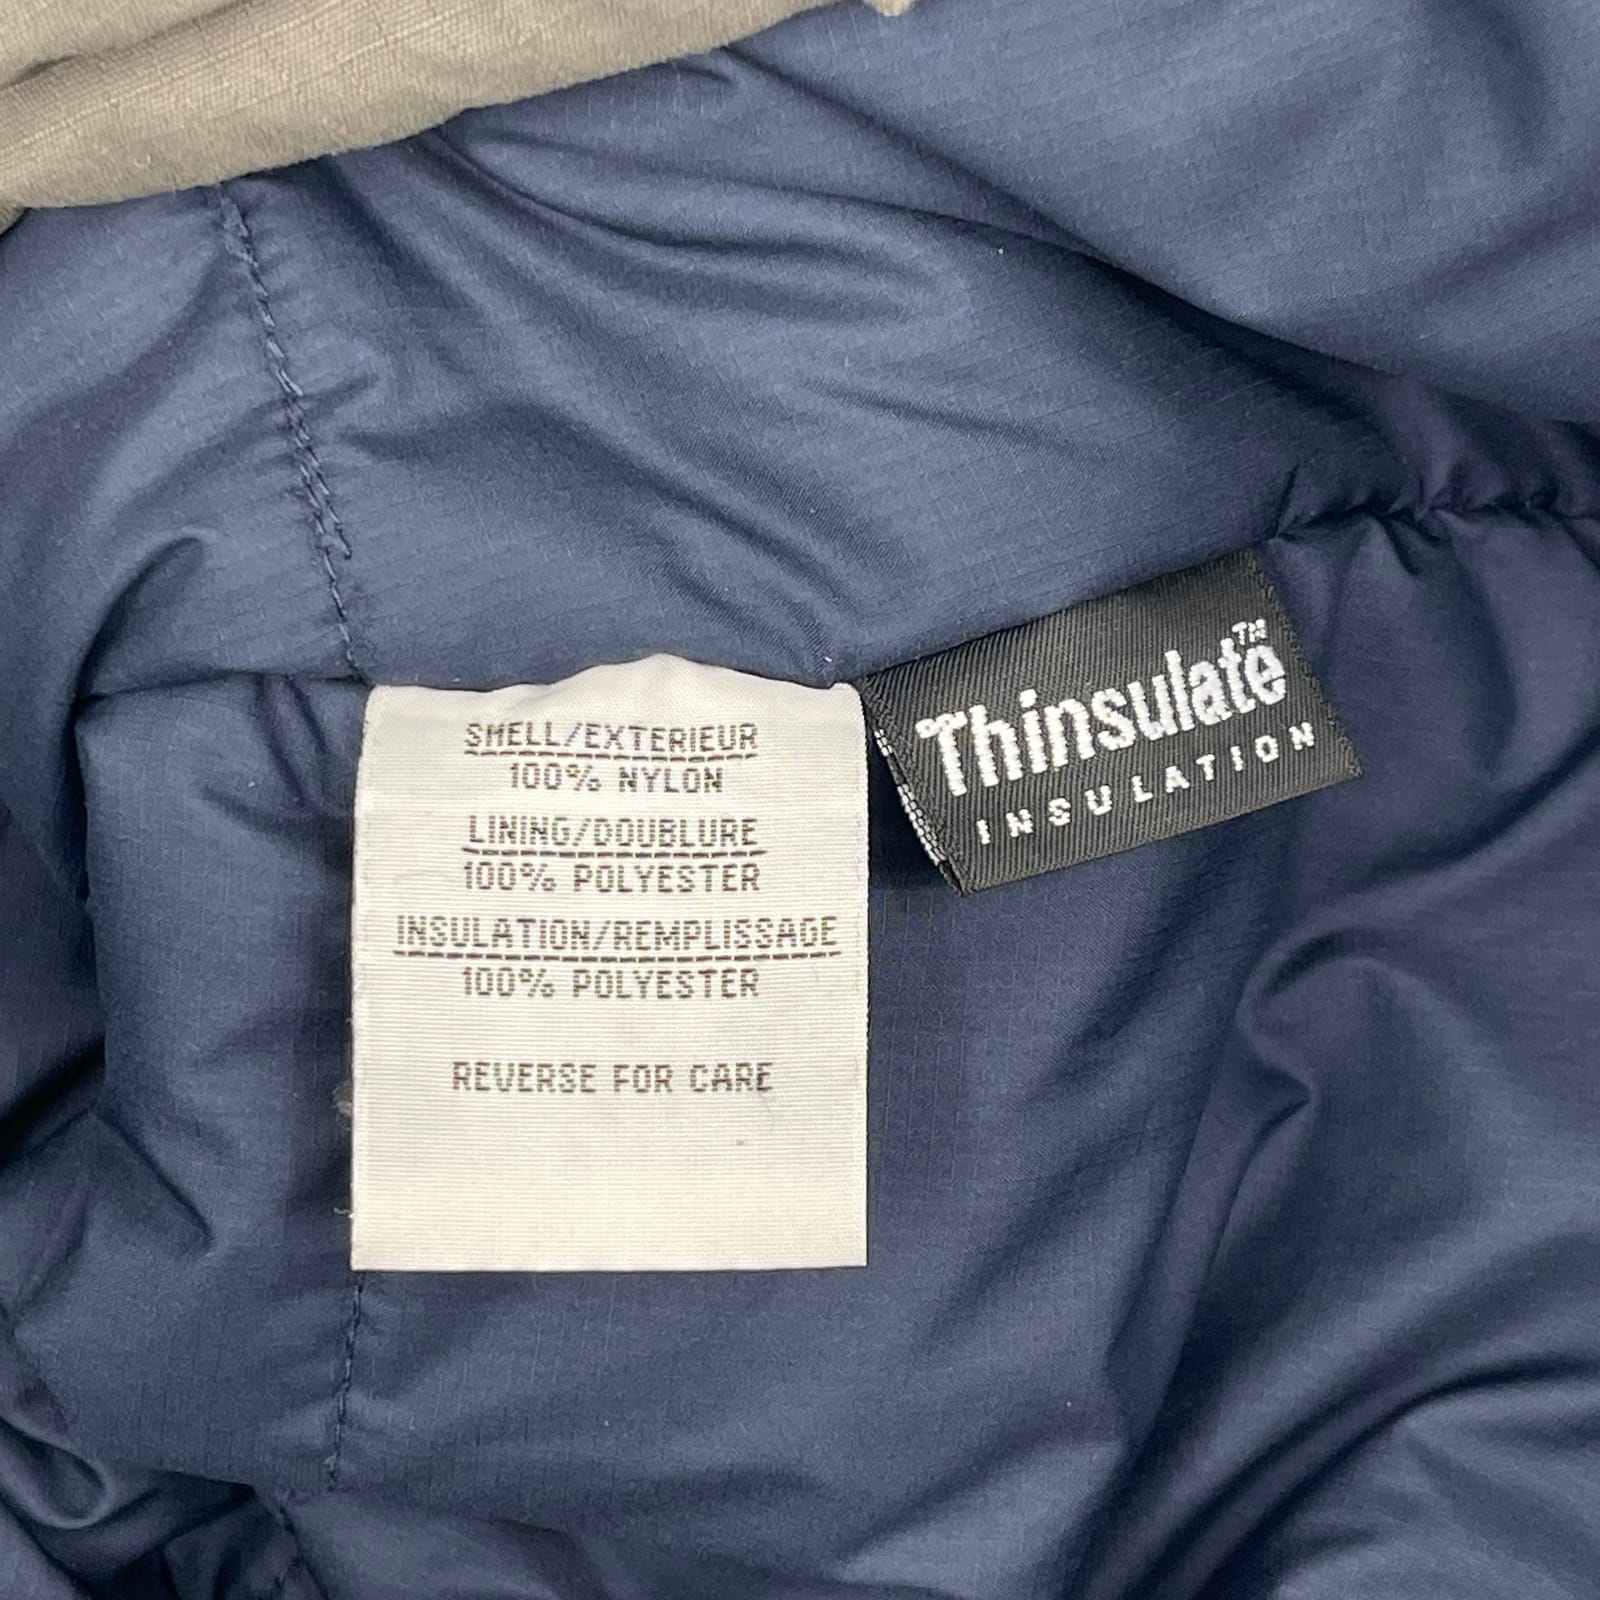 SHELL/EXTERIEUR
100% NYLON
LINING/DOUBLURE
100% POLYESTER
INSULATION/REMPLISSAGE
100% POLYESTER
REVERSE FOR CARE
Thinsulate™
INSULATION